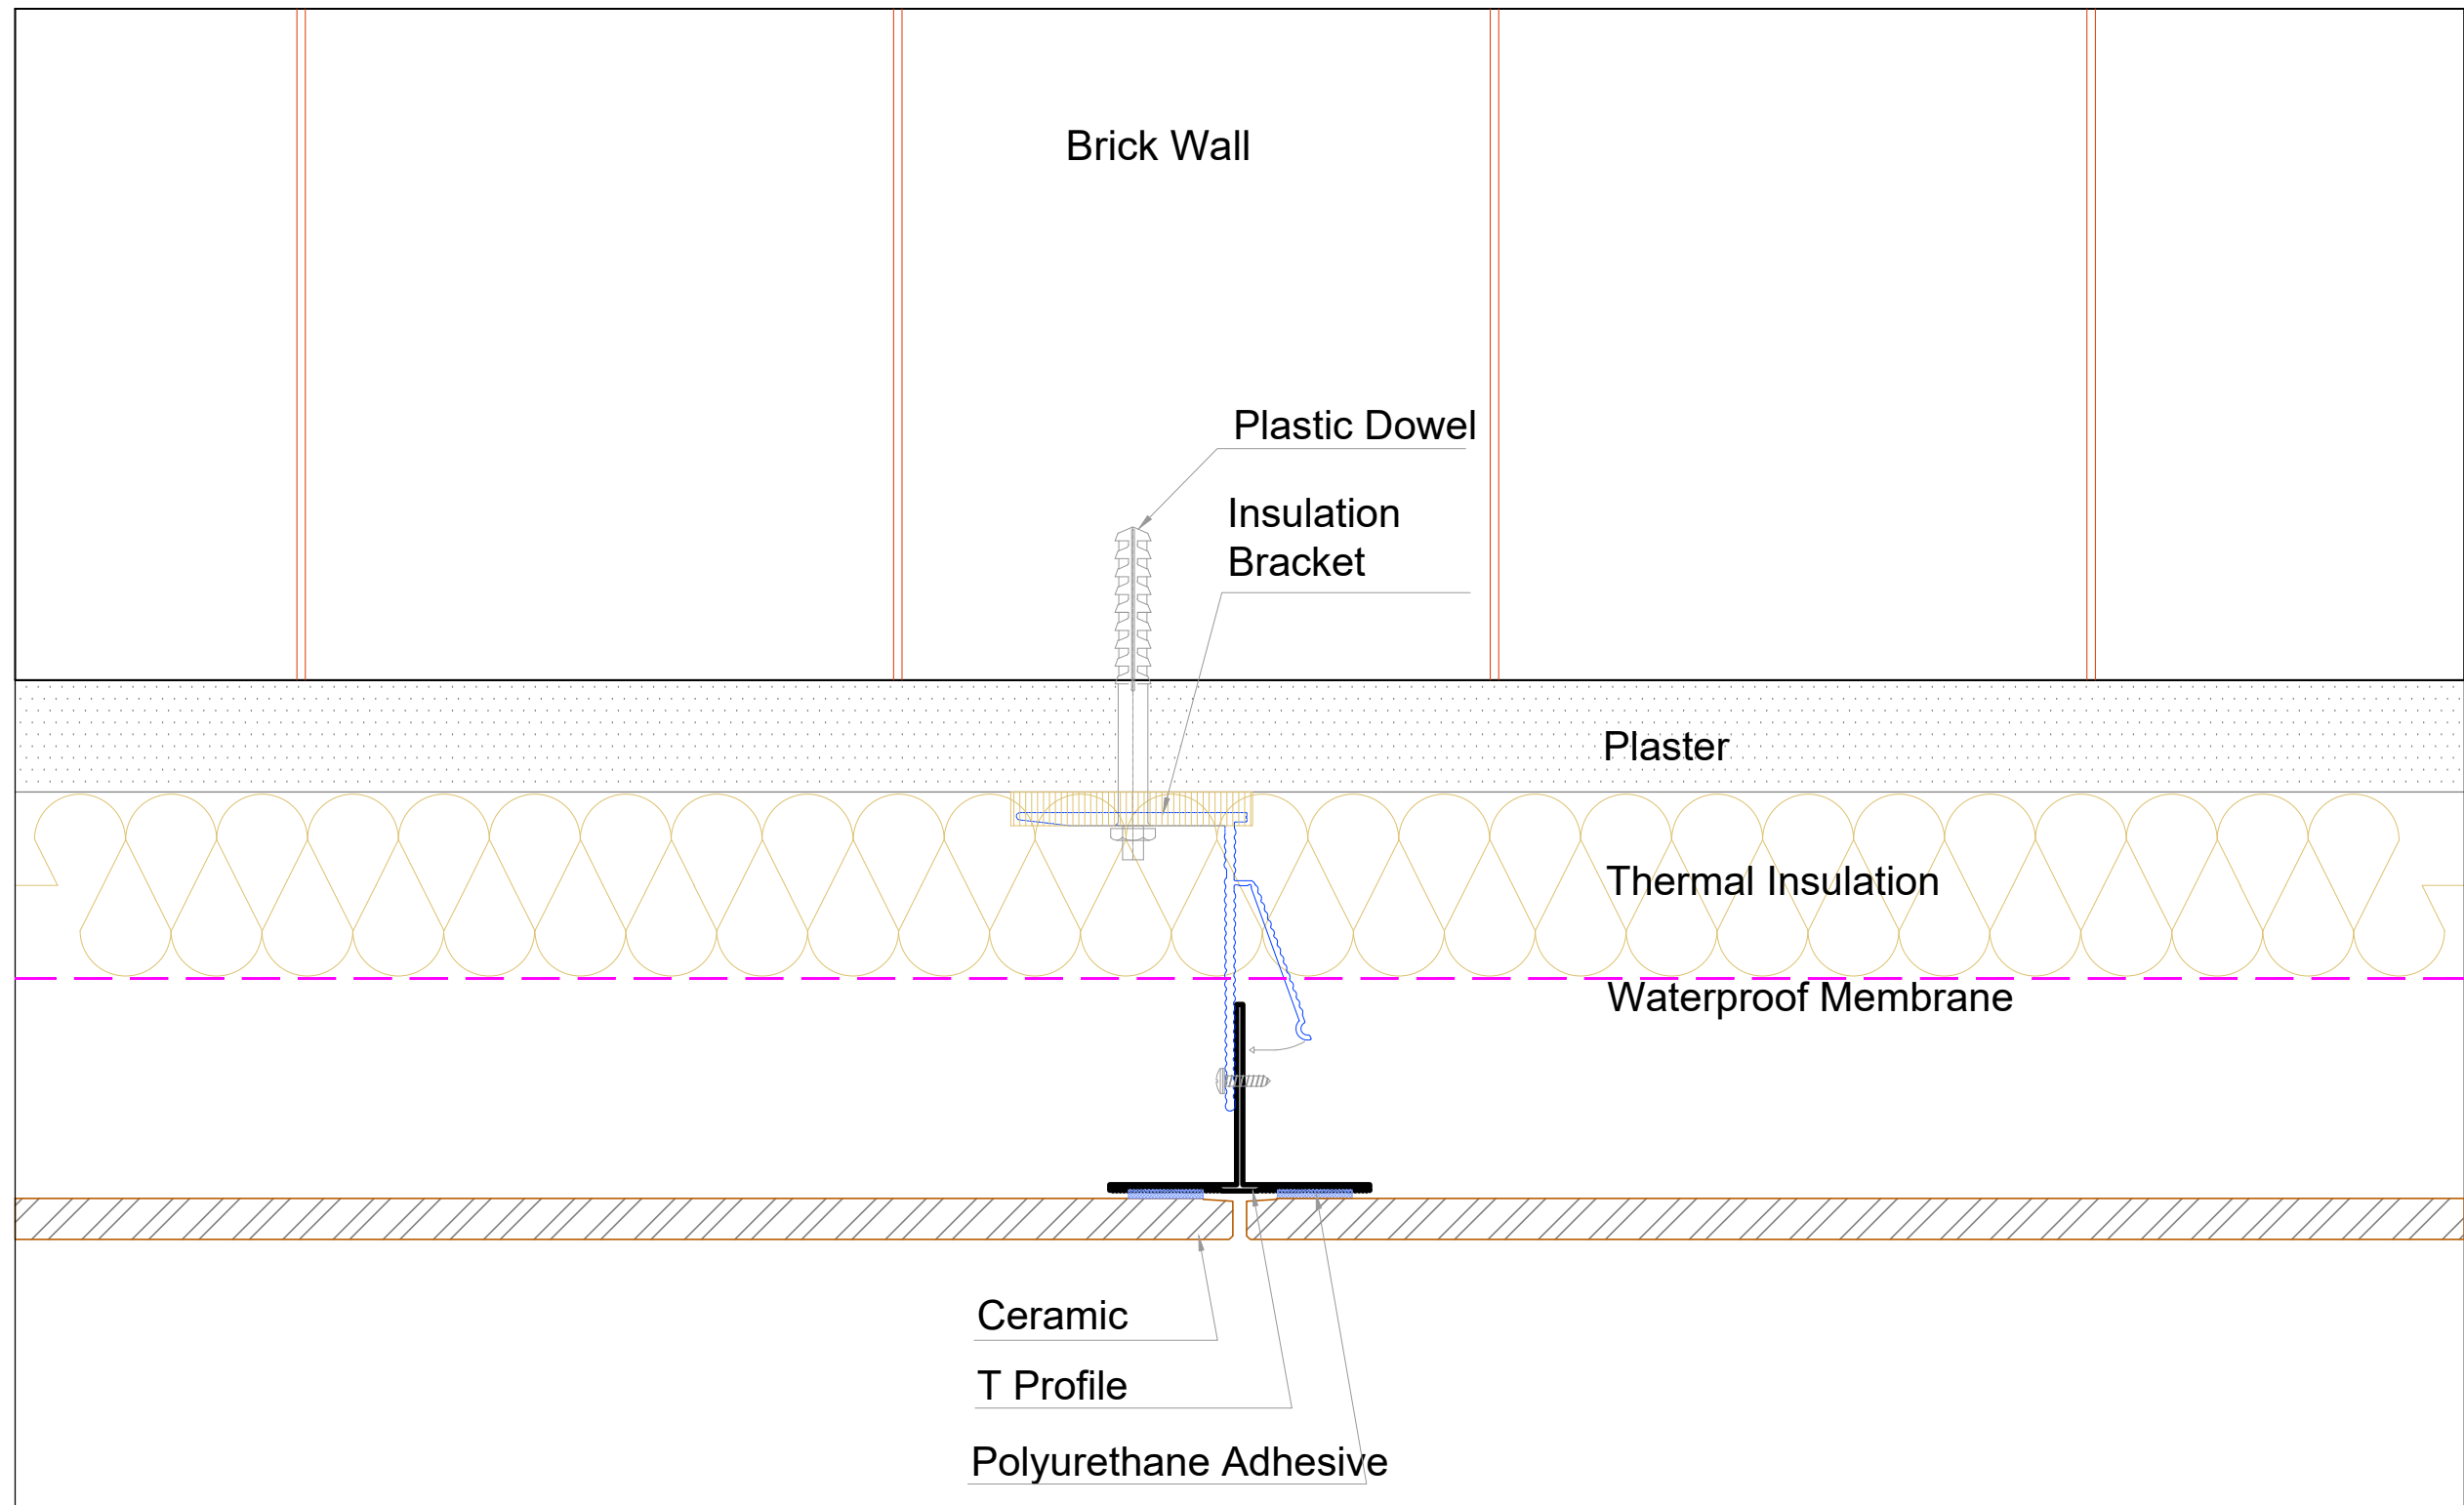 Brick Wall
Plastic Dowel
Insulation
Bracket
Plaster
Thermal Insulation
Waterproof Membrane
Ceramic
T Profile
Polyurethane Adhesive